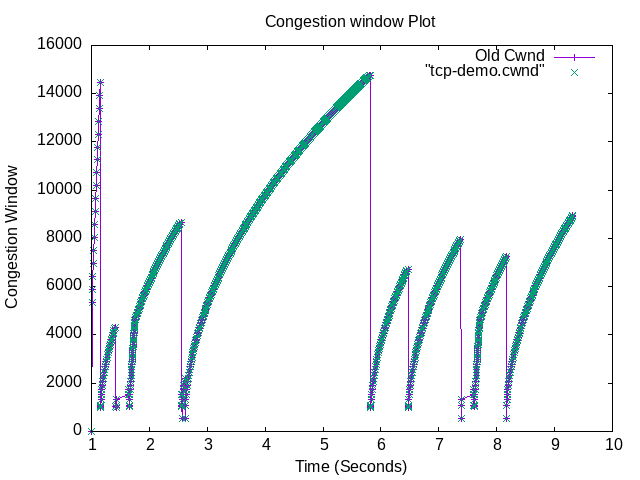 Congestion window Plot
Old Cwnd
"tcp-demo.cwnd"
16000
14000
12000
10000
8000
6000
4000
2000
0
Congestion Window
1 2 3 4 5 6 7 8 9 10
Time (Seconds)